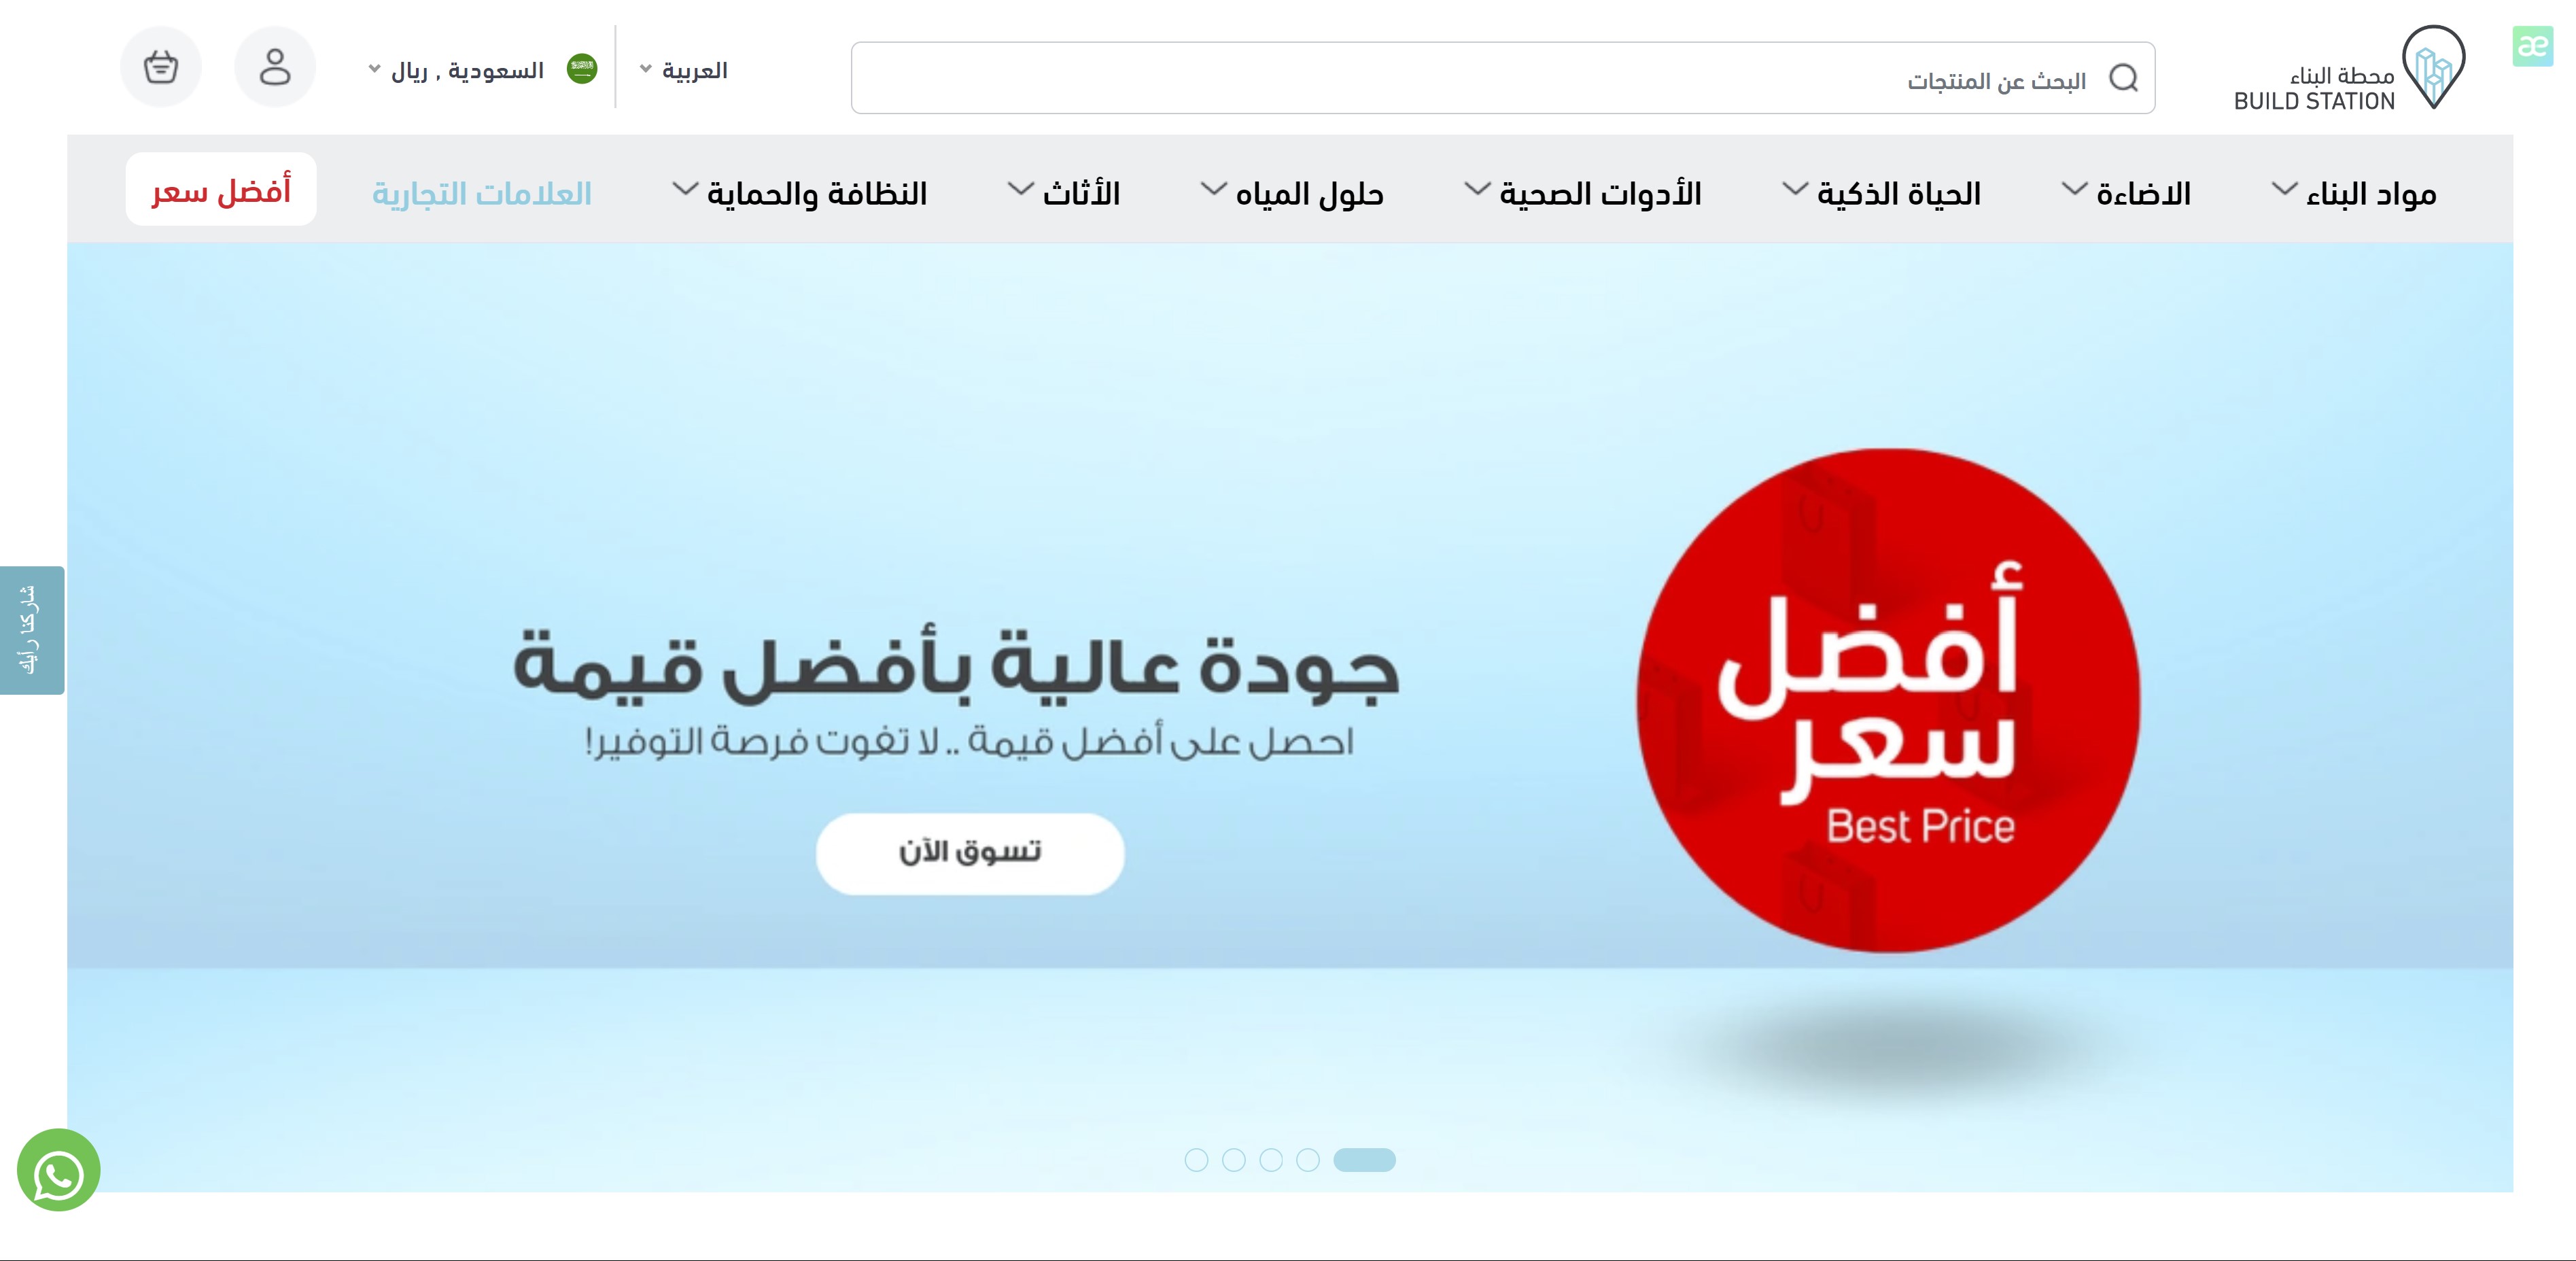 æ
محطة البناء
BUILD STATION
البحث عن المنتجات
العربية
السعودية , ريال
مواد البناء
الاضاءة
الحياة الذكية
الأدوات الصحية
حلول المياه
الأثاث
النظافة والحماية
العلامات التجارية
أفضل سعر
أفضل
سعر
Best Price
جودة عالية بأفضل قيمة
احصل على أفضل قيمة .. لا تفوت فرصة التوفير!
تسوق الآن
شاركنا رأيك